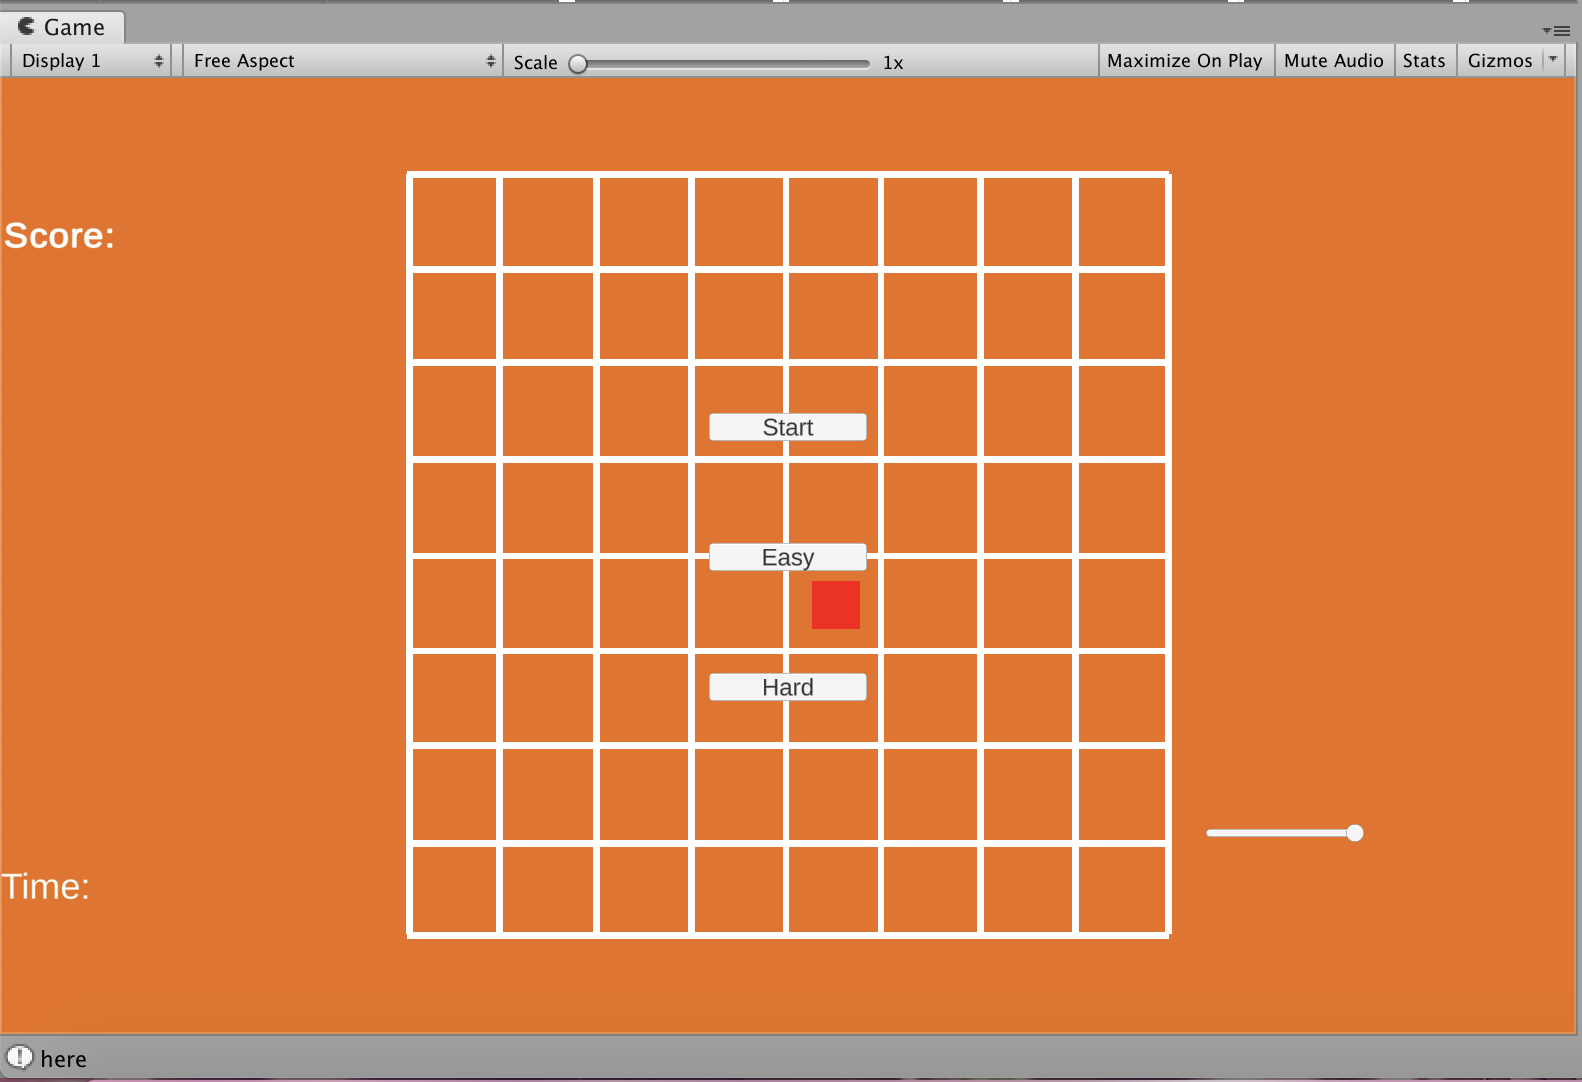 Game
Display 1 Free Aspect Scale 1x Maximize On Play Mute Audio Stats Gizmos
Score:
Start
Easy
Hard
Time:
here